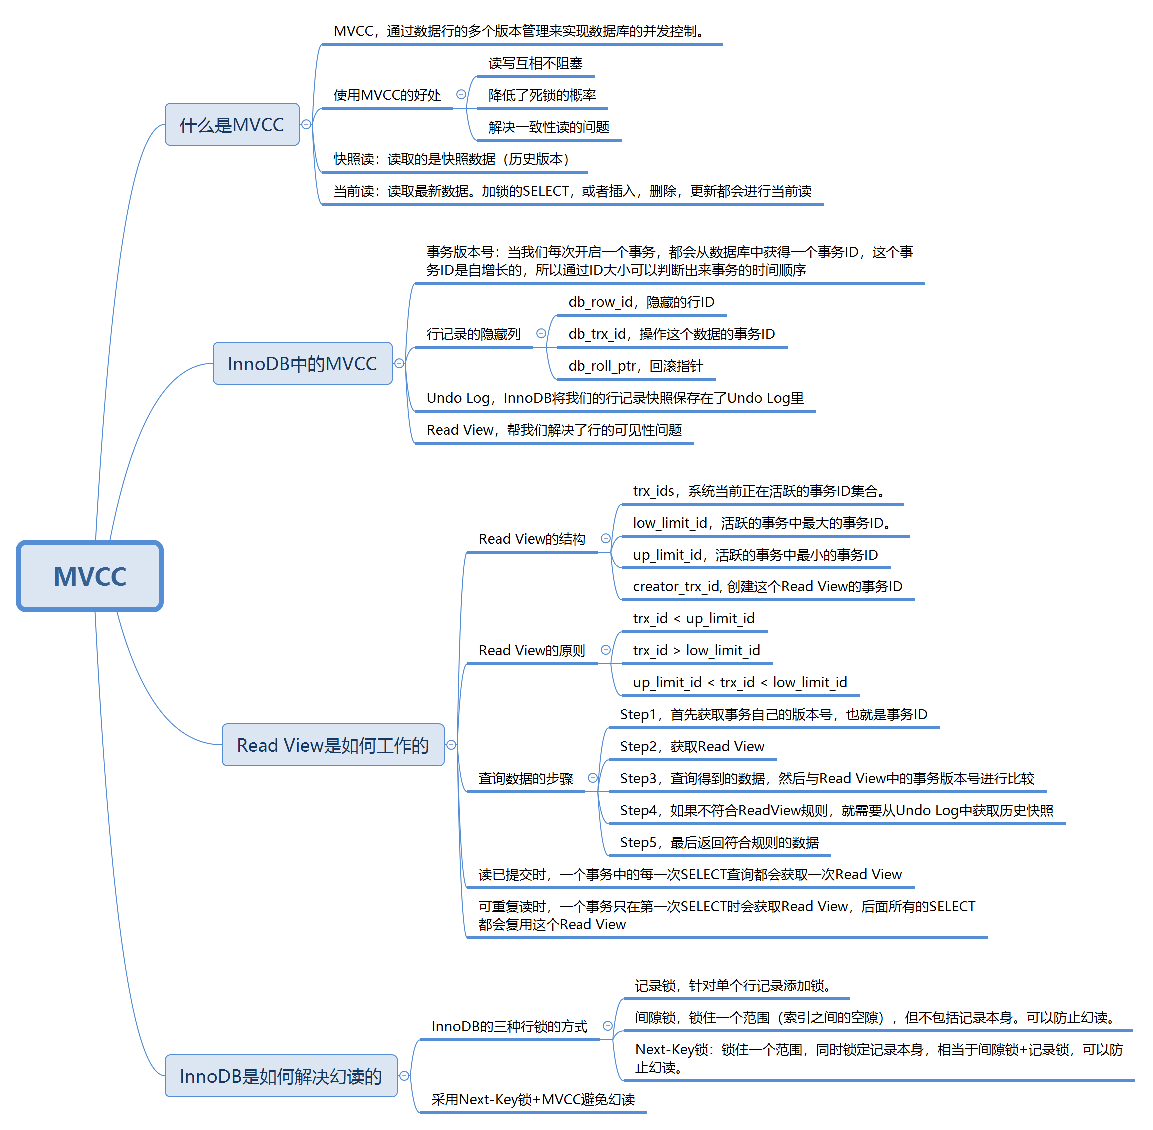 MVCC
什么是MVCC
MVCC，通过数据行的多个版本管理来实现数据库的并发控制。
使用MVCC的好处
读写互相不阻塞
降低了死锁的概率
解决一致性读的问题
快照读：读取的是快照数据（历史版本）
当前读：读取最新数据。加锁的SELECT，或者插入，删除，更新都会进行当前读
InnoDB中的MVCC
事务版本号：当我们每次开启一个事务，都会从数据库中获得一个事务ID，这个事
务ID是自增长的，所以通过ID大小可以判断出来事务的时间顺序
行记录的隐藏列
db_row_id，隐藏的行ID
db_trx_id，操作这个数据的事务ID
db_roll_ptr，回滚指针
Undo Log，InnoDB将我们的行记录快照保存在了Undo Log里
Read View，帮我们解决了行的可见性问题
Read View是如何工作的
Read View的结构
trx_ids，系统当前正在活跃的事务ID集合。
low_limit_id，活跃的事务中最大的事务ID。
up_limit_id，活跃的事务中最小的事务ID
creator_trx_id, 创建这个Read View的事务ID
Read View的原则
trx_id < up_limit_id
trx_id > low_limit_id
up_limit_id < trx_id < low_limit_id
查询数据的步骤
Step1，首先获取事务自己的版本号，也就是事务ID
Step2，获取Read View
Step3，查询得到的数据，然后与Read View中的事务版本号进行比较
Step4，如果不符合ReadView规则，就需要从Undo Log中获取历史快照
Step5，最后返回符合规则的数据
读已提交时，一个事务中的每一次SELECT查询都会获取一次Read View
可重复读时，一个事务只在第一次SELECT时会获取Read View，后面所有的SELECT
都会复用这个Read View
InnoDB是如何解决幻读的
InnoDB的三种行锁的方式
记录锁，针对单个行记录添加锁。
间隙锁，锁住一个范围（索引之间的空隙），但不包括记录本身。可以防止幻读。
Next-Key锁：锁住一个范围，同时锁定记录本身，相当于间隙锁+记录锁，可以防
止幻读。
采用Next-Key锁+MVCC避免幻读